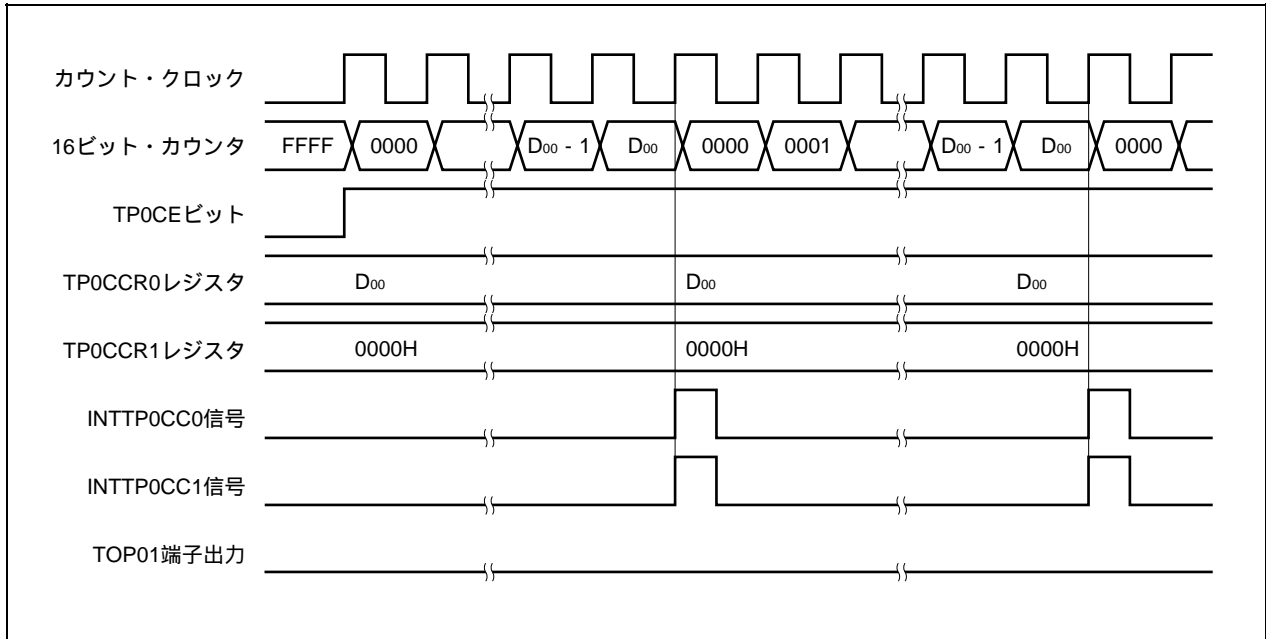 カウント・クロック
16ビット・カウンタ FFFF 0000 D00 - 1 D00 0000 0001 D00 - 1 D00 0000
TP0CEビット
TP0CCR0レジスタ D00 D00 D00
TP0CCR1レジスタ 0000H 0000H 0000H
INTTP0CC0信号
INTTP0CC1信号
TOP01端子出力